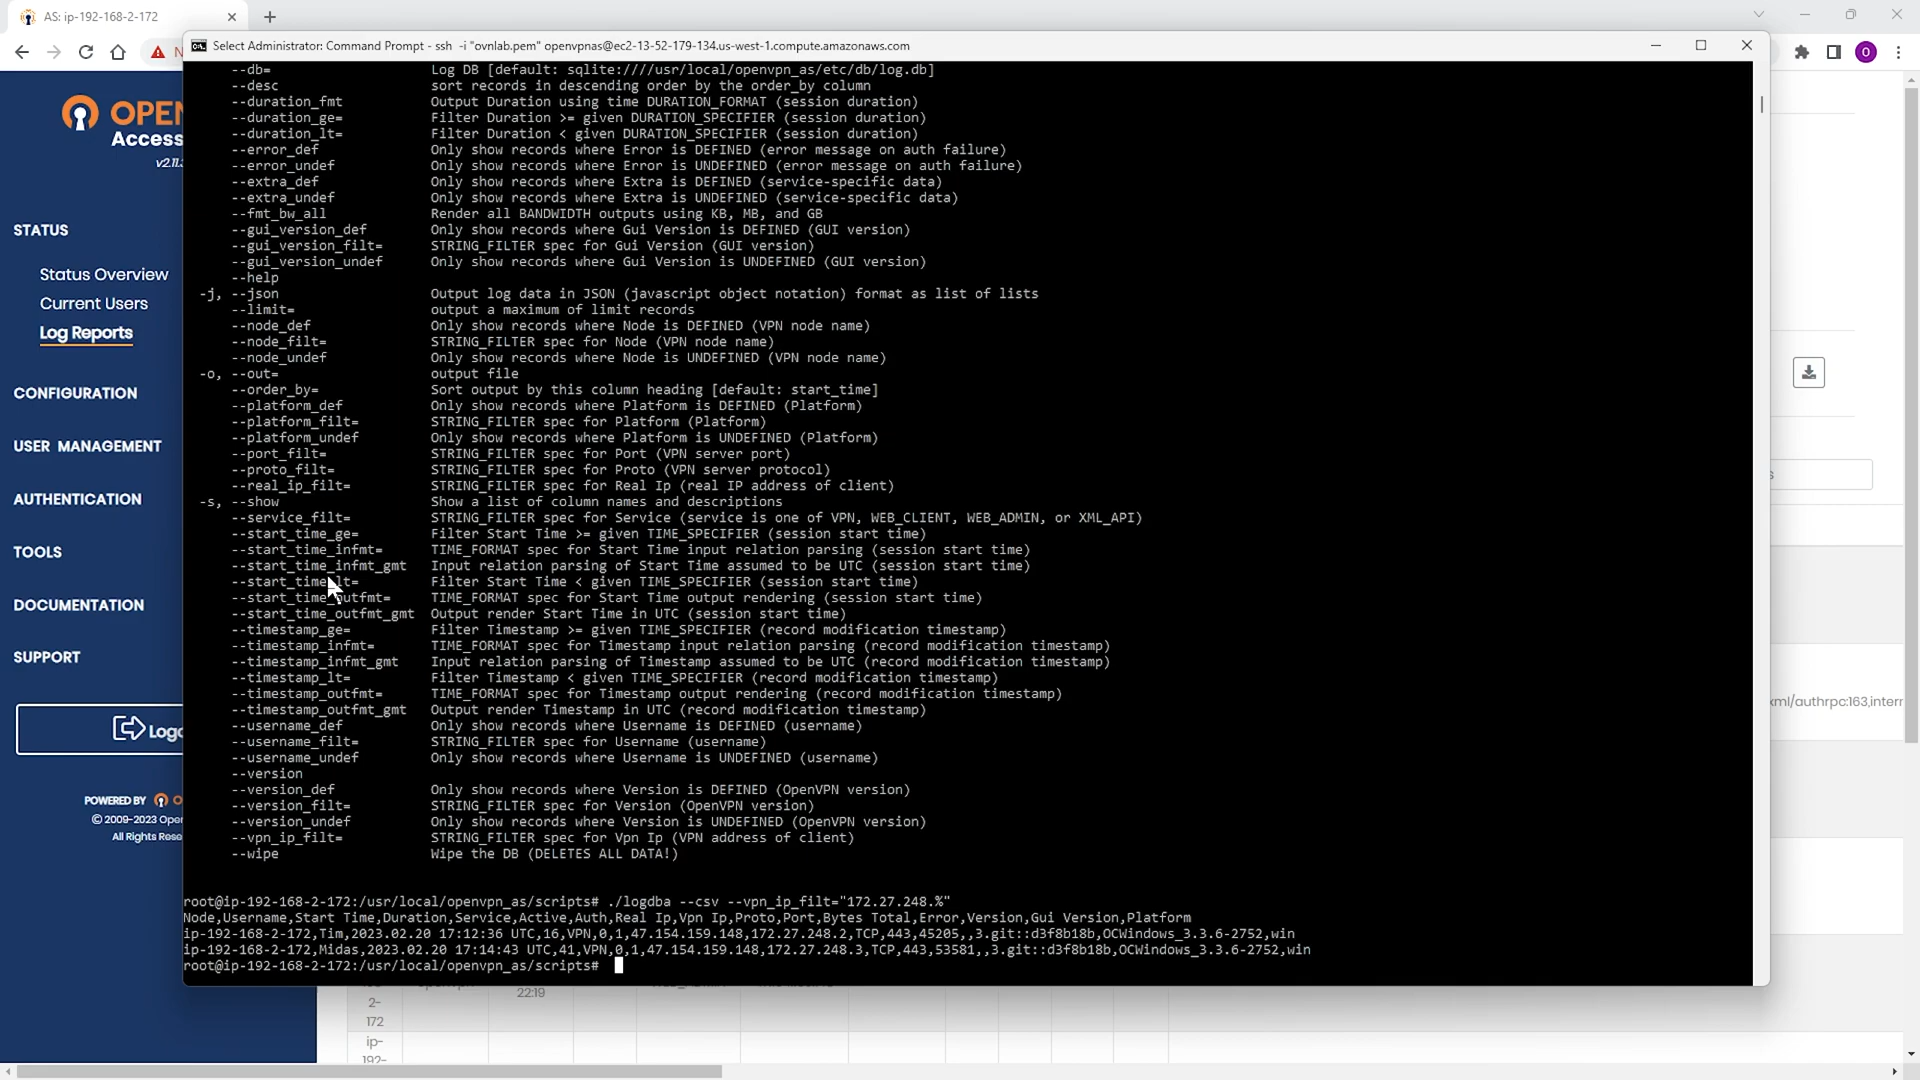 AS: ip-192-168-2-172
Select Administrator: Command Prompt - ssh -i "ovnlab.pem" openvpnas@ec2-13-52-179-134.us-west-1.compute.amazonaws.com
O
OPEN
Access
v2.11.
STATUS
Status Overview
Current Users
Log Reports
CONFIGURATION
USER MANAGEMENT
AUTHENTICATION
TOOLS
DOCUMENTATION
SUPPORT
Logo
POWERED BY
© 2009-2023 Open
All Rights Rese
--db= Log DB [default: sqlite:////usr/local/openvpn_as/etc/db/log.db]
--desc sort records in descending order by the order_by column
--duration_fmt Output Duration using time DURATION_FORMAT (session duration)
--duration_ge= Filter Duration >= given DURATION_SPECIFIER (session duration)
--duration_lt= Filter Duration < given DURATION_SPECIFIER (session duration)
--error_def Only show records where Error is DEFINED (error message on auth failure)
--error_undef Only show records where Error is UNDEFINED (error message on auth failure)
--extra_def Only show records where Extra is DEFINED (service-specific data)
--extra_undef Only show records where Extra is UNDEFINED (service-specific data)
--fmt_bw_all Render all BANDWIDTH outputs using KB, MB, and GB
--gui_version_def Only show records where Gui Version is DEFINED (GUI version)
--gui_version_filt= STRING_FILTER spec for Gui Version (GUI version)
--gui_version_undef Only show records where Gui Version is UNDEFINED (GUI version)
--help
-j, --json Output log data in JSON (javascript object notation) format as list of lists
--limit= output a maximum of limit records
--node_def Only show records where Node is DEFINED (VPN node name)
--node_filt= STRING_FILTER spec for Node (VPN node name)
--node_undef Only show records where Node is UNDEFINED (VPN node name)
-o, --out= output file
--order_by= Sort output by this column heading [default: start_time]
--platform_def Only show records where Platform is DEFINED (Platform)
--platform_filt= STRING_FILTER spec for Platform (Platform)
--platform_undef Only show records where Platform is UNDEFINED (Platform)
--port_filt= STRING_FILTER spec for Port (VPN server port)
--proto_filt= STRING_FILTER spec for Proto (VPN server protocol)
--real_ip_filt= STRING_FILTER spec for Real Ip (real IP address of client)
-s, --show Show a list of column names and descriptions
--service_filt= STRING_FILTER spec for Service (service is one of VPN, WEB_CLIENT, WEB_ADMIN, or XML_API)
--start_time_ge= Filter Start Time >= given TIME_SPECIFIER (session start time)
--start_time_infmt= TIME_FORMAT spec for Start Time input relation parsing (session start time)
--start_time_infmt_gmt Input relation parsing of Start Time assumed to be UTC (session start time)
--start_time_lt= Filter Start Time < given TIME_SPECIFIER (session start time)
--start_time_outfmt= TIME_FORMAT spec for Start Time output rendering (session start time)
--start_time_outfmt_gmt Output render Start Time in UTC (session start time)
--timestamp_ge= Filter Timestamp >= given TIME_SPECIFIER (record modification timestamp)
--timestamp_infmt= TIME_FORMAT spec for Timestamp input relation parsing (record modification timestamp)
--timestamp_infmt_gmt Input relation parsing of Timestamp assumed to be UTC (record modification timestamp)
--timestamp_lt= Filter Timestamp < given TIME_SPECIFIER (record modification timestamp)
--timestamp_outfmt= TIME_FORMAT spec for Timestamp output rendering (record modification timestamp)
--timestamp_outfmt_gmt Output render Timestamp in UTC (record modification timestamp)
--username_def Only show records where Username is DEFINED (username)
--username_filt= STRING_FILTER spec for Username (username)
--username_undef Only show records where Username is UNDEFINED (username)
--version
--version_def Only show records where Version is DEFINED (OpenVPN version)
--version_filt= STRING_FILTER spec for Version (OpenVPN version)
--version_undef Only show records where Version is UNDEFINED (OpenVPN version)
--vpn_ip_filt= STRING_FILTER spec for Vpn Ip (VPN address of client)
--wipe Wipe the DB (DELETES ALL DATA!)
root@ip-192-168-2-172:/usr/local/openvpn_as/scripts# ./logdba --csv --vpn_ip_filt="172.27.248.%"
Node,Username,Start Time,Duration,Service,Active,Auth,Real Ip,Vpn Ip,Proto,Port,Bytes Total,Error,Version,Gui Version,Platform
ip-192-168-2-172,Tim,2023.02.20 17:12:36 UTC,16,VPN,0,1,47.154.159.148,172.27.248.2,TCP,443,45205,,3.git::d3f8b18b,OCWindows_3.3.6-2752,win
ip-192-168-2-172,Midas,2023.02.20 17:14:43 UTC,41,VPN,0,1,47.154.159.148,172.27.248.3,TCP,443,53581,,3.git::d3f8b18b,OCWindows_3.3.6-2752,win
root@ip-192-168-2-172:/usr/local/openvpn_as/scripts#
xml/authrpc:163,interr
22:19
2-
172
ip-
192-